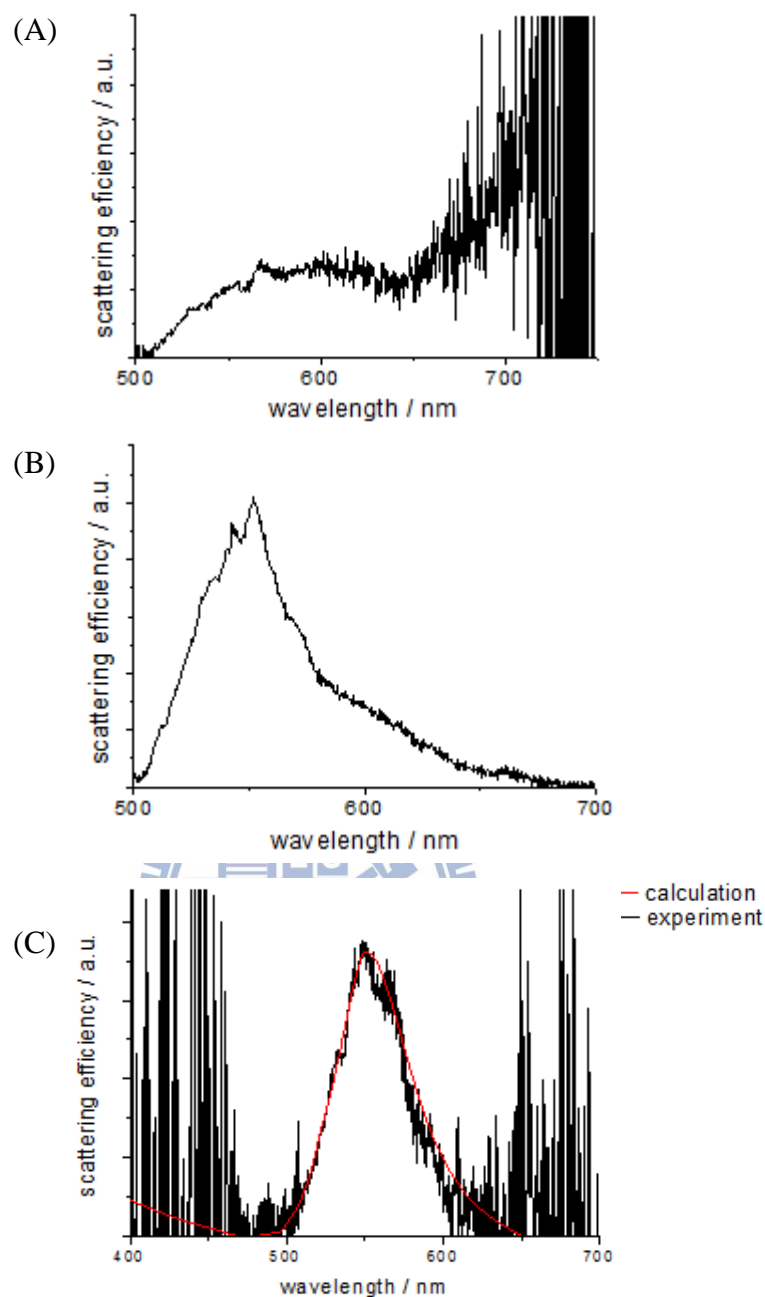 (A)
scattering eficiency / a.u.
500 600 700
wavelength / nm
(B)
scattering efficiency / a.u.
500 600 700
wavelength / nm
(C)
calculation
experiment
scattering efficiency / a.u.
400 500 600 700
wavelength / nm